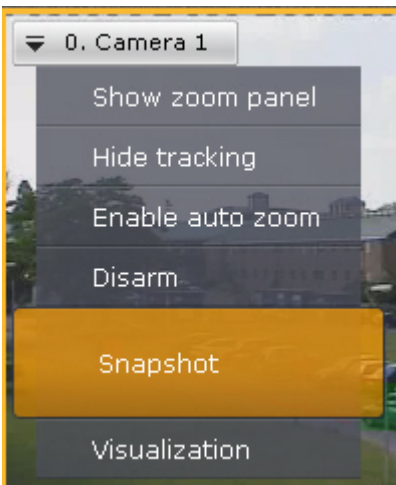 0. Camera 1
Show zoom panel
Hide tracking
Enable auto zoom
Disarm
Snapshot
Visualization